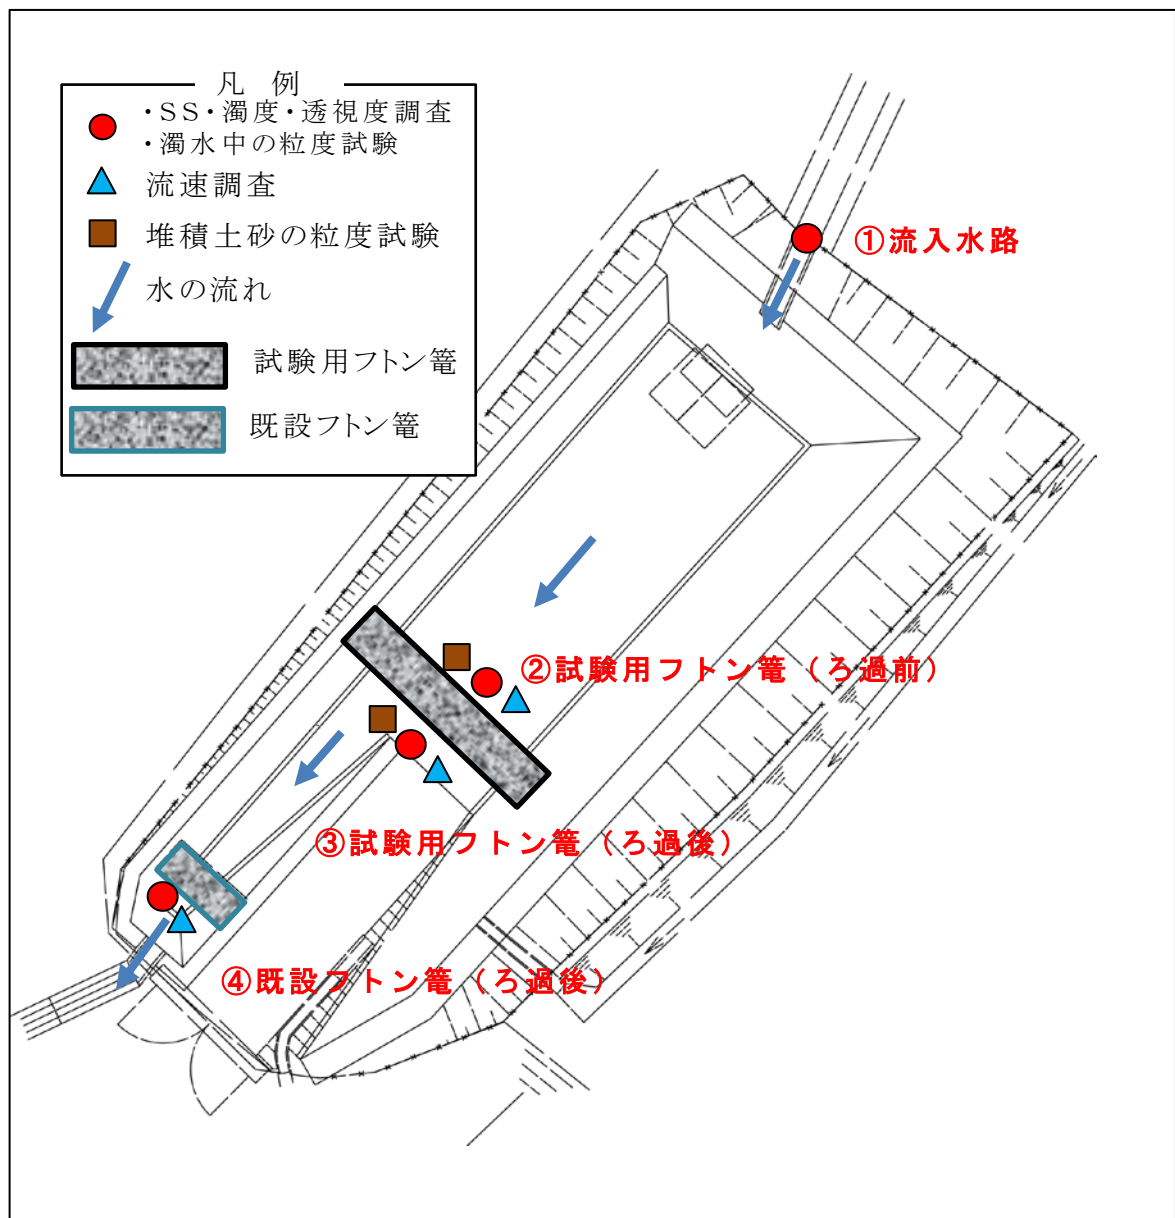 凡 例
・SS・濁度・透視度調査
・濁水中の粒度試験
流速調査
堆積土砂の粒度試験
水の流れ
試験用フトン篭
既設フトン篭
①流入水路
②試験用フトン篭（ろ過前）
③試験用フトン篭（ろ過後）
④既設フトン篭（ろ過後）